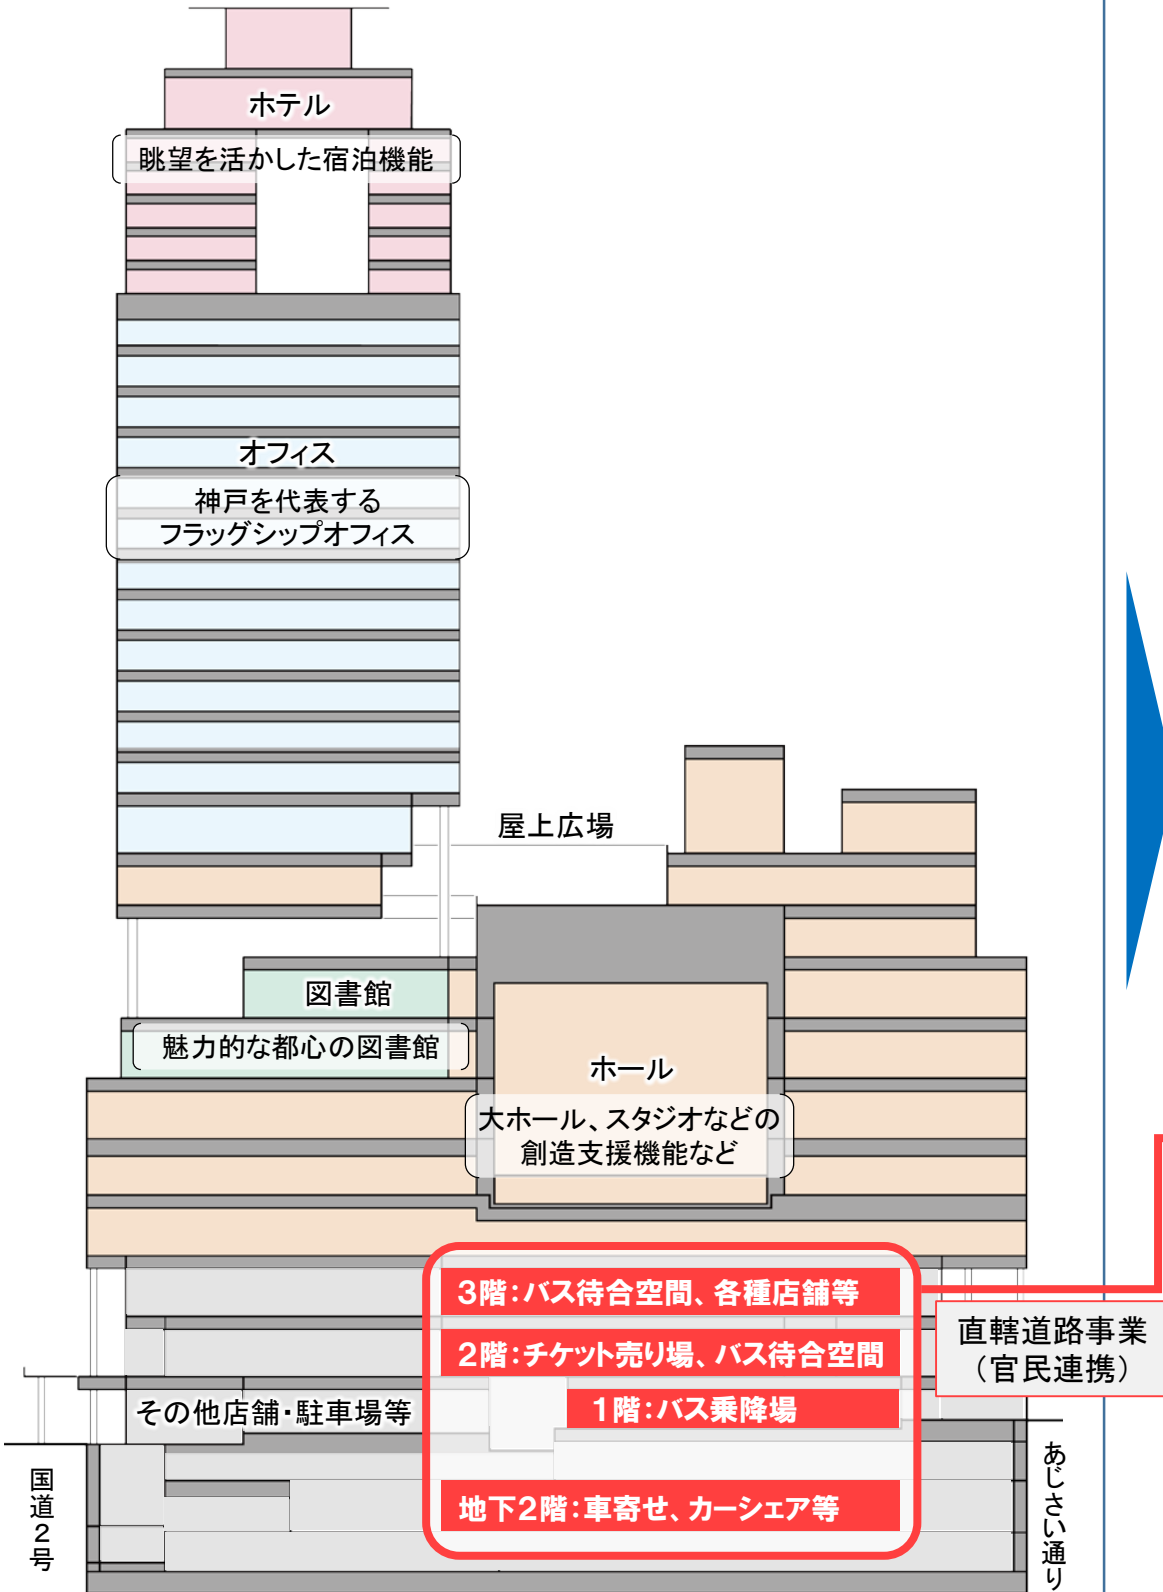 ホテル
眺望を活かした宿泊機能
オフィス
神戸を代表する
フラッグシップオフィス
屋上広場
図書館
魅力的な都心の図書館
ホール
大ホール、スタジオなどの
創造支援機能など
3階：バス待合空間、各種店舗等
2階：チケット売り場、バス待合空間
1階：バス乗降場
その他店舗・駐車場等
地下2階：車寄せ、カーシェア等
直轄道路事業
（官民連携）
国道2号
あじさい通り